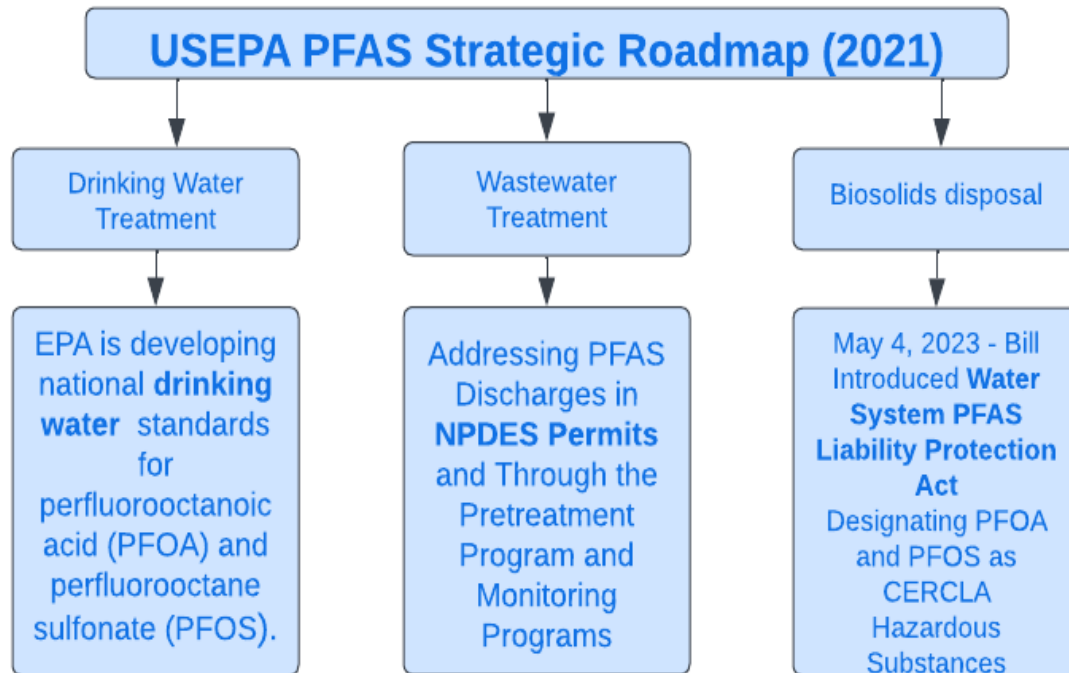 USEPA PFAS Strategic Roadmap (2021)
Drinking Water
Treatment
EPA is developing
national drinking
water standards
for
perfluorooctanoic
acid (PFOA) and
perfluorooctane
sulfonate (PFOS).
Wastewater
Treatment
Addressing PFAS
Discharges in
NPDES Permits
and Through the
Pretreatment
Program and
Monitoring
Programs
Biosolids disposal
May 4, 2023 - Bill
Introduced Water
System PFAS
Liability Protection
Act
Designating PFOA
and PFOS as
CERCLA
Hazardous
Substances